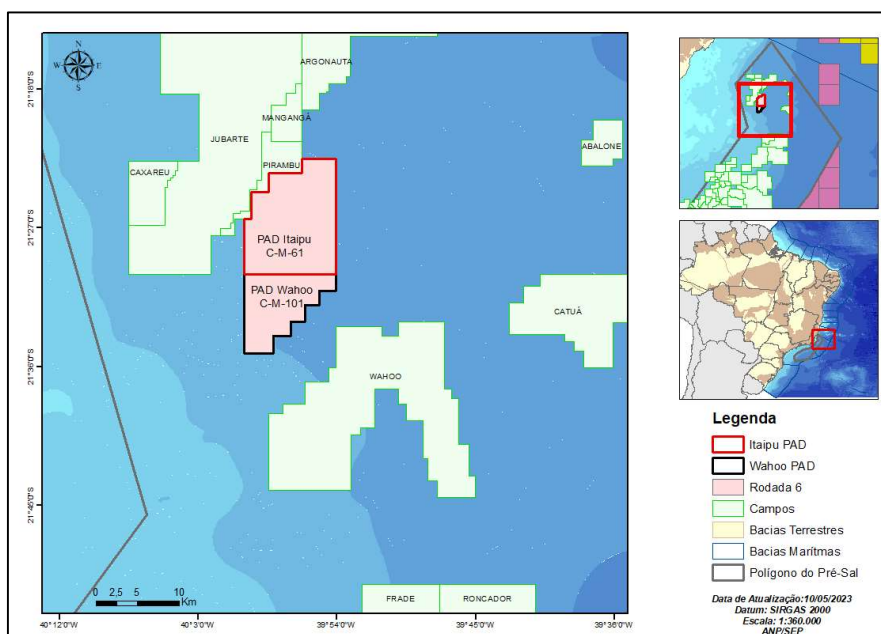 N
W E
S
ARGONAUTA
MANGANGÁ
JUBARTE
PIRAMBU
CAXAREU
ABALONE
PAD Itaipu
C-M-61
PAD Wahoo
C-M-101
CATUÁ
WAHOO
FRADE
RONCADOR
21°18'0"S
21°27'0"S
21°36'0"S
21°45'0"S
0 2,5 5 10
Km
40°12'0"W
40°3'0"W
39°54'0"W
39°45'0"W
39°36'0"W
Legenda
Itaipu PAD
Wahoo PAD
Rodada 6
Campos
Bacias Terrestres
Bacias Marítmas
Polígono do Pré-Sal
Data de Atualização:10/05/2023
Datum: SIRGAS 2000
Escala: 1:360.000
ANP/SEP